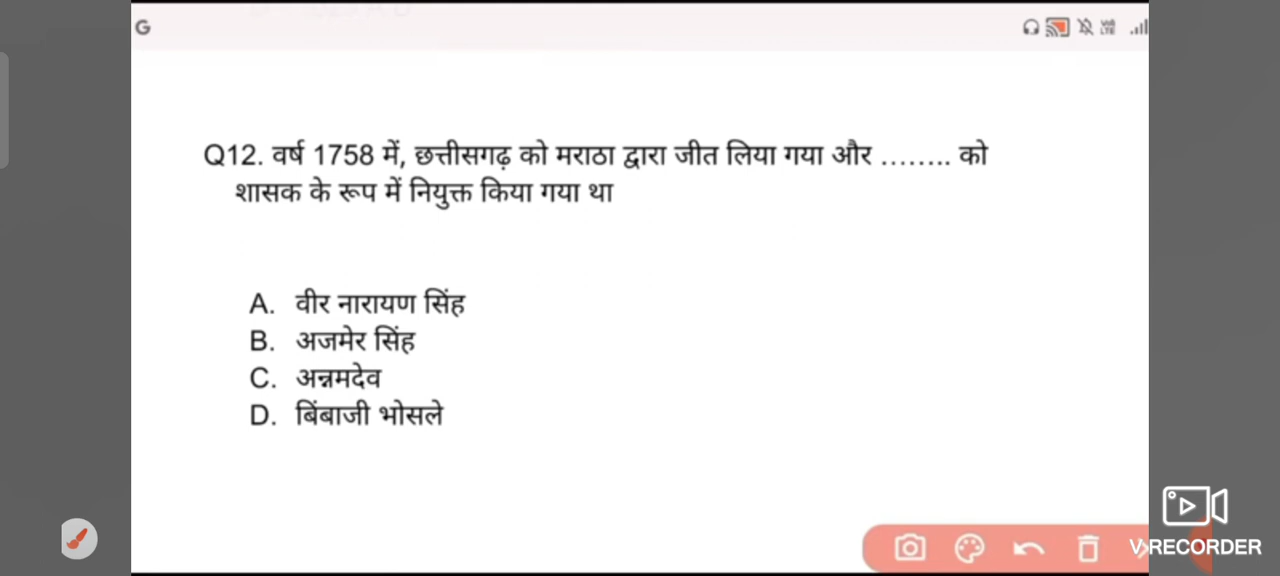 G
Q12. वर्ष 1758 में, छत्तीसगढ़ को मराठा द्वारा जीत लिया गया और ........ को
शासक के रूप में नियुक्त किया गया था
A. वीर नारायण सिंह
B. अजमेर सिंह
C. अन्नमदेव
D. बिंबाजी भोसले
V RECORDER